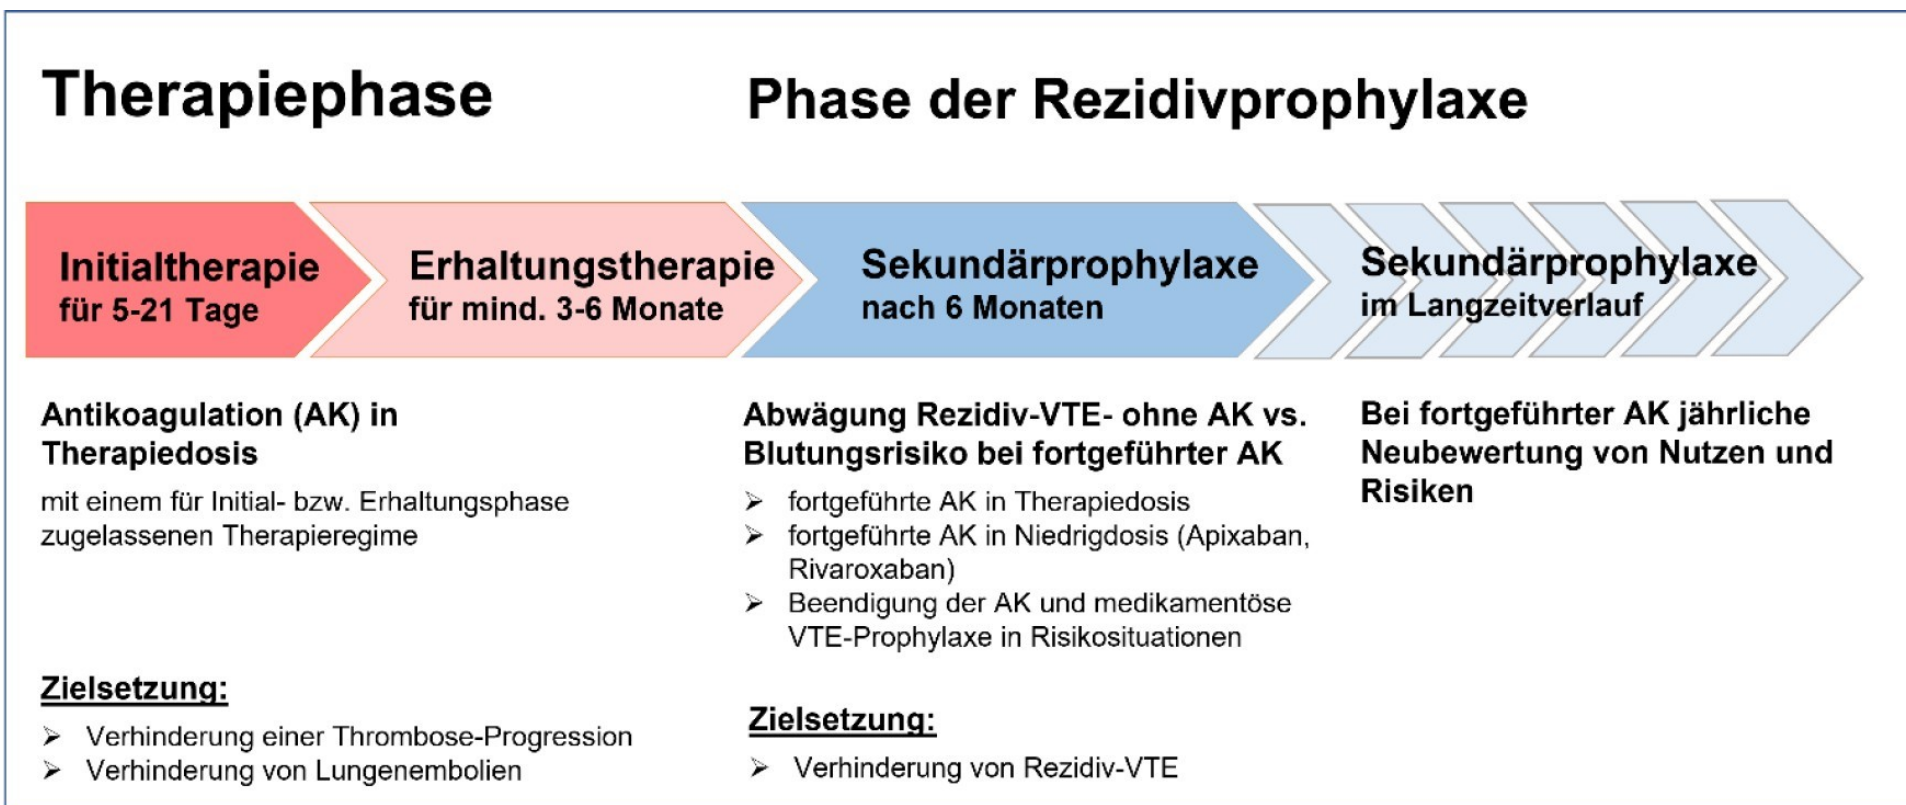 Therapiephase
Phase der Rezidivprophylaxe
Initialtherapie
für 5-21 Tage
Erhaltungstherapie
für mind. 3-6 Monate
Sekundärprophylaxe
nach 6 Monaten
Sekundärprophylaxe
im Langzeitverlauf
Antikoagulation (AK) in
Therapiedosis
mit einem für Initial- bzw. Erhaltungsphase
zugelassenen Therapieregime
Zielsetzung:
➢ Verhinderung einer Thrombose-Progression
➢ Verhinderung von Lungenembolien
Abwägung Rezidiv-VTE- ohne AK vs.
Blutungsrisiko bei fortgeführter AK
➢ fortgeführte AK in Therapiedosis
➢ fortgeführte AK in Niedrigdosis (Apixaban,
Rivaroxaban)
➢ Beendigung der AK und medikamentöse
VTE-Prophylaxe in Risikosituationen
Zielsetzung:
➢ Verhinderung von Rezidiv-VTE
Bei fortgeführter AK jährliche
Neubewertung von Nutzen und
Risiken